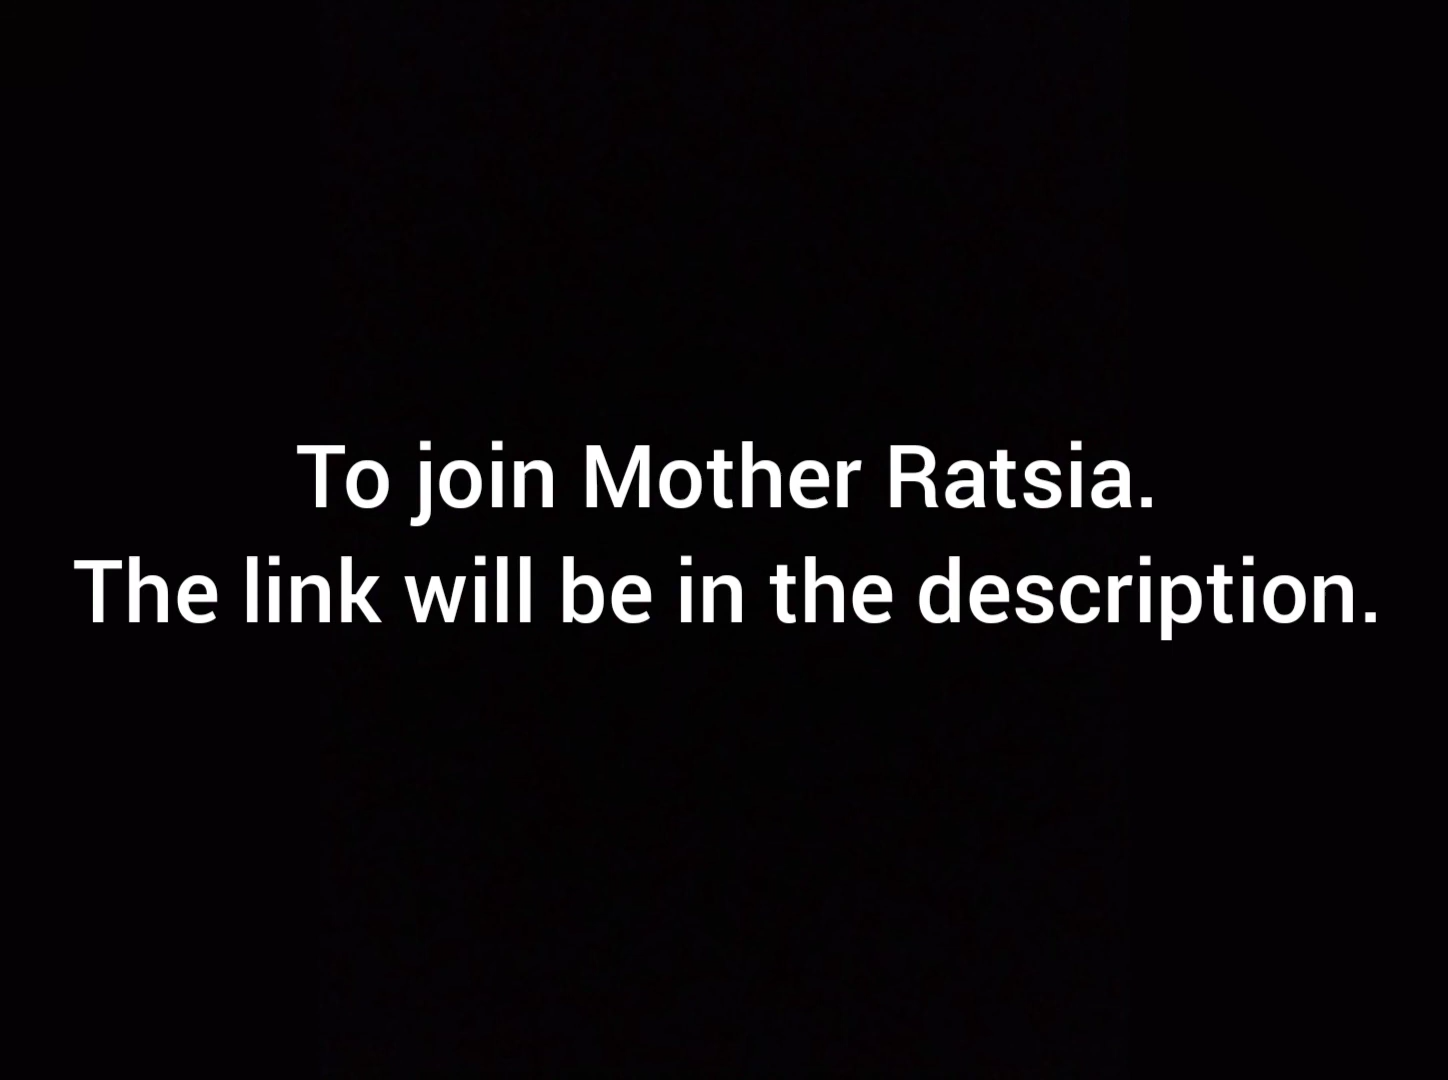 To join Mother Ratsia.
The link will be in the description.